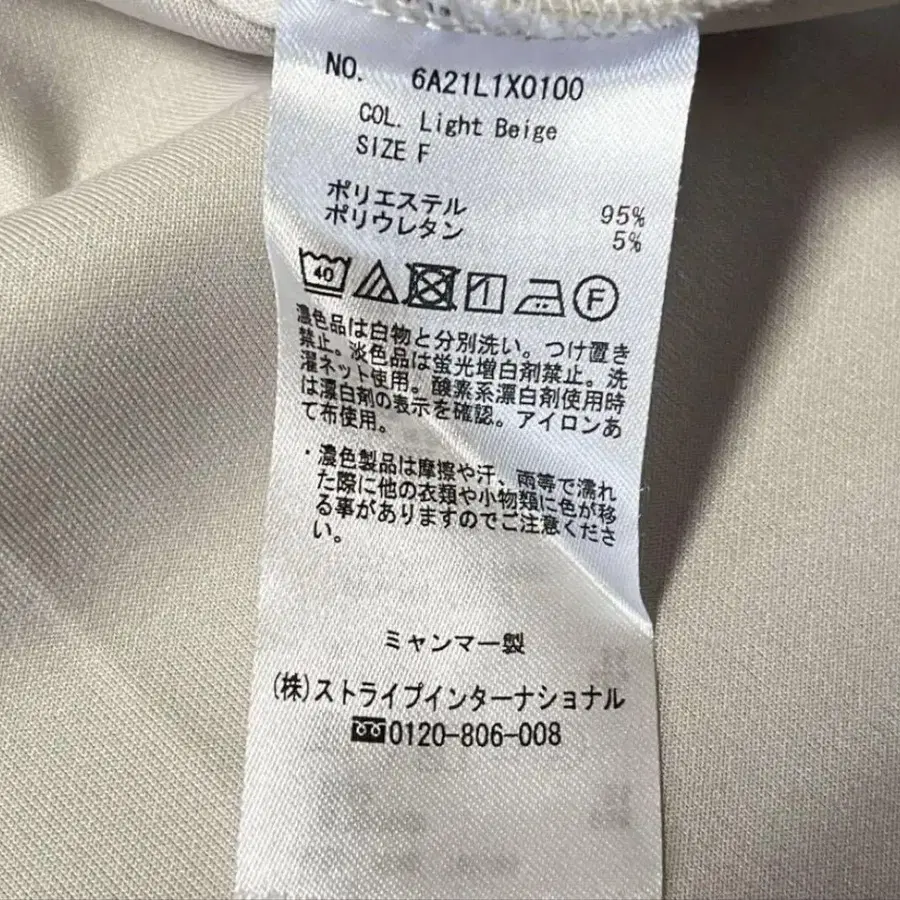 NO. 6A21L1X0100
COL. Light Beige
SIZE F
ポリエステル 95%
ポリウレタン 5%
40
F
濃色品は白物と分別洗い。つけ置き
禁止。淡色品は蛍光増白剤禁止。洗
濯ネット使用。酸素系漂白剤使用時
は漂白剤の表示を確認。アイロンあ
て布使用。
・濃色製品は摩擦や汗、雨等で濡れ
た際に他の衣類や小物類に色が移
る事がありますのでご注意くださ
い。
ミャンマー製
(株)ストライプインターナショナル
0120-806-008